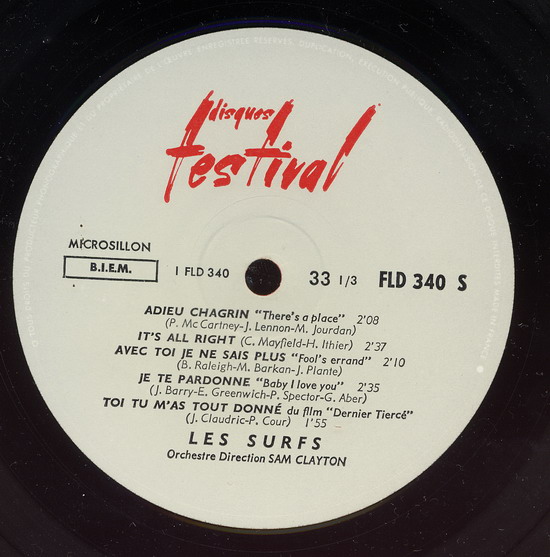 disques
festival
MICROSILLON
B.I.E.M.
1 FLD 340
33 1/3
FLD 340 S
ADIEU CHAGRIN "There's a place" 2'08
(P. Mc Cartney-J. Lennon-M. Jourdan)
IT'S ALL RIGHT (C. Mayfield-H. Ithier) 2'37
AVEC TOI JE NE SAIS PLUS "Fool's errand" 2'10
(B. Raleigh-M. Barkan-J. Plante)
JE TE PARDONNE "Baby I love you" 2'35
(J. Barry-E. Greenwich-P. Spector-G. Aber)
TOI TU M'AS TOUT DONNÉ du film "Dernier Tiercé"
(J. Claudric-P. Cour) 1'55
LES SURFS
Orchestre Direction SAM CLAYTON